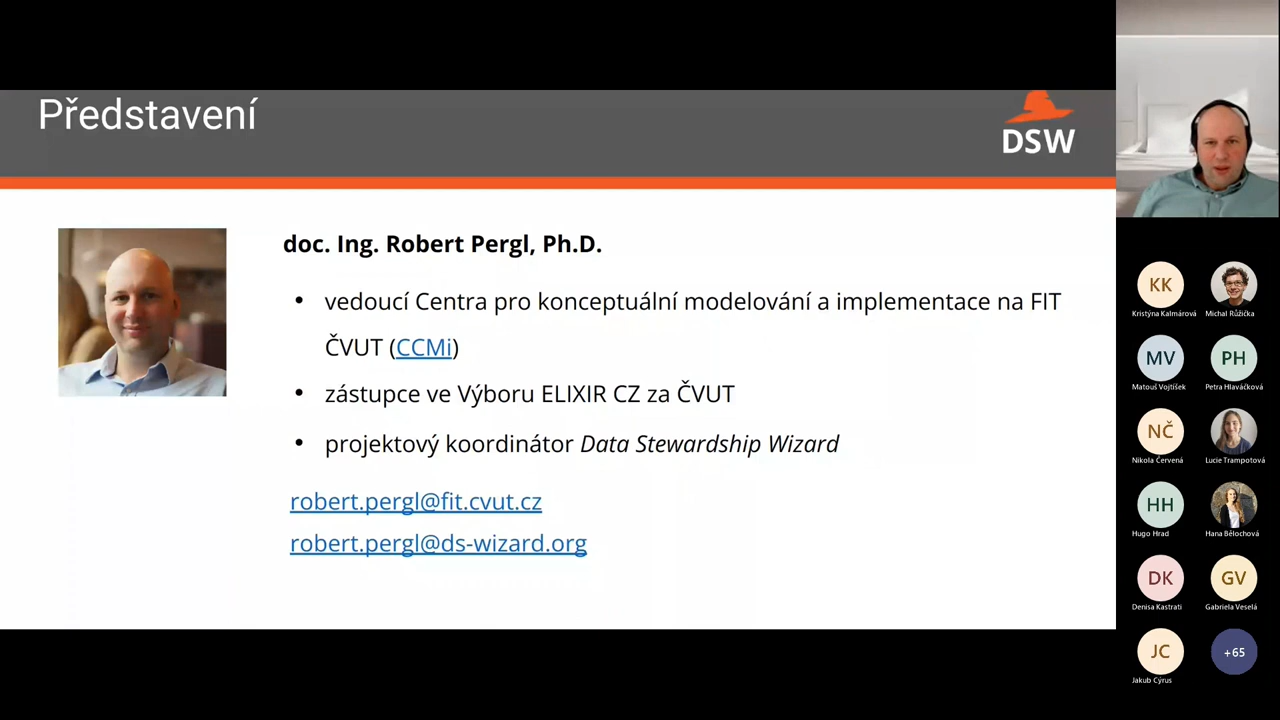 Představení
DSW
doc. Ing. Robert Pergl, Ph.D.
• vedoucí Centra pro konceptuální modelování a implementace na FIT
ČVUT (CCMi)
• zástupce ve Výboru ELIXIR CZ za ČVUT
• projektový koordinátor Data Stewardship Wizard
robert.pergl@fit.cvut.cz
robert.pergl@ds-wizard.org
KK
Kristýna Kalmárová
Michal Růžička
MV
PH
Matouš Vojtíšek
Petra Hlaváčková
NČ
Nikola Červená
Lucie Trampotová
HH
Hugo Hrad
Hana Bělochová
DK
GV
Denisa Kastrati
Gabriela Veselá
JC
+65
Jakub Cýrus